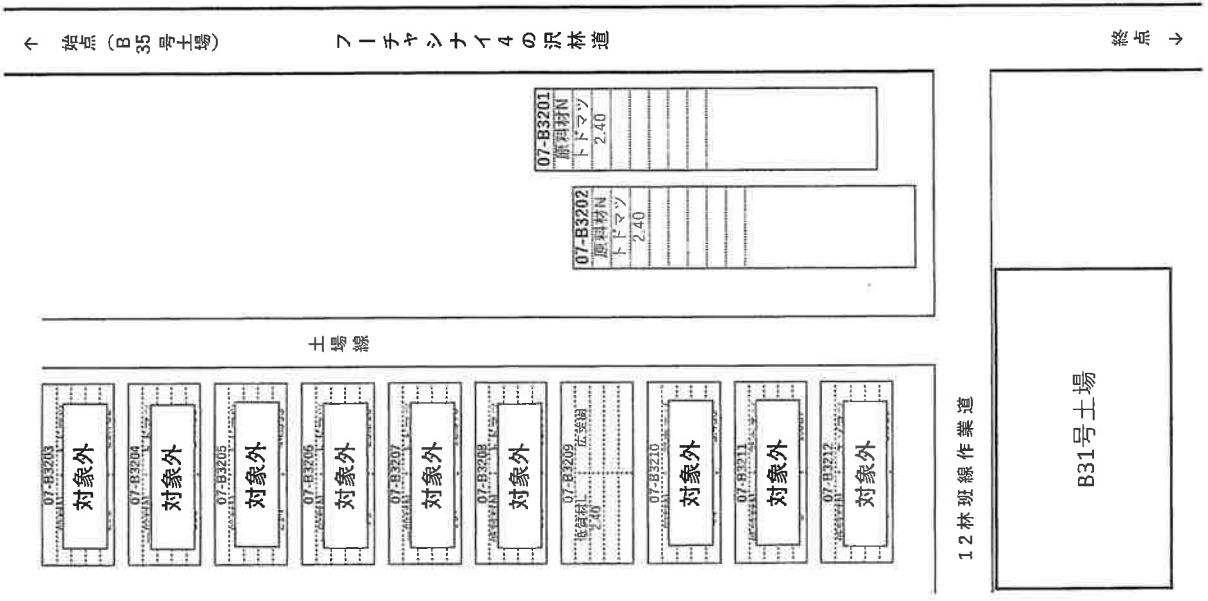 ← 始点（B35号土場）
フーチャシナイ4の沢林道
終点 →
07-B3201
原料材N
トドマツ
2.40
07-B3202
原料材N
トドマツ
2.40
土場線
07-B3203
対象外
07-B3204
対象外
07-B3205
対象外
07-B3206
対象外
07-B3207
対象外
07-B3208
対象外
07-B3209
低質材L 広葉樹
2.40
07-B3210
対象外
07-B3211
対象外
07-B3212
対象外
12林班線作業道
B31号土場